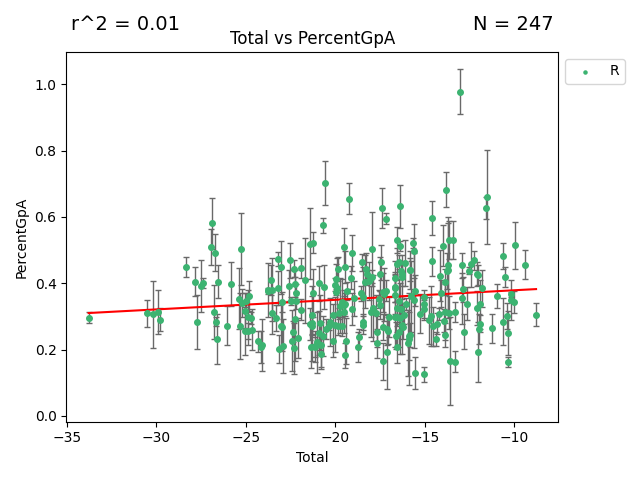 r^2 = 0.01
N = 247
Total vs PercentGpA
R
1.0
0.8
0.6
0.4
0.2
0.0
PercentGpA
−35
−30
−25
−20
−15
−10
Total